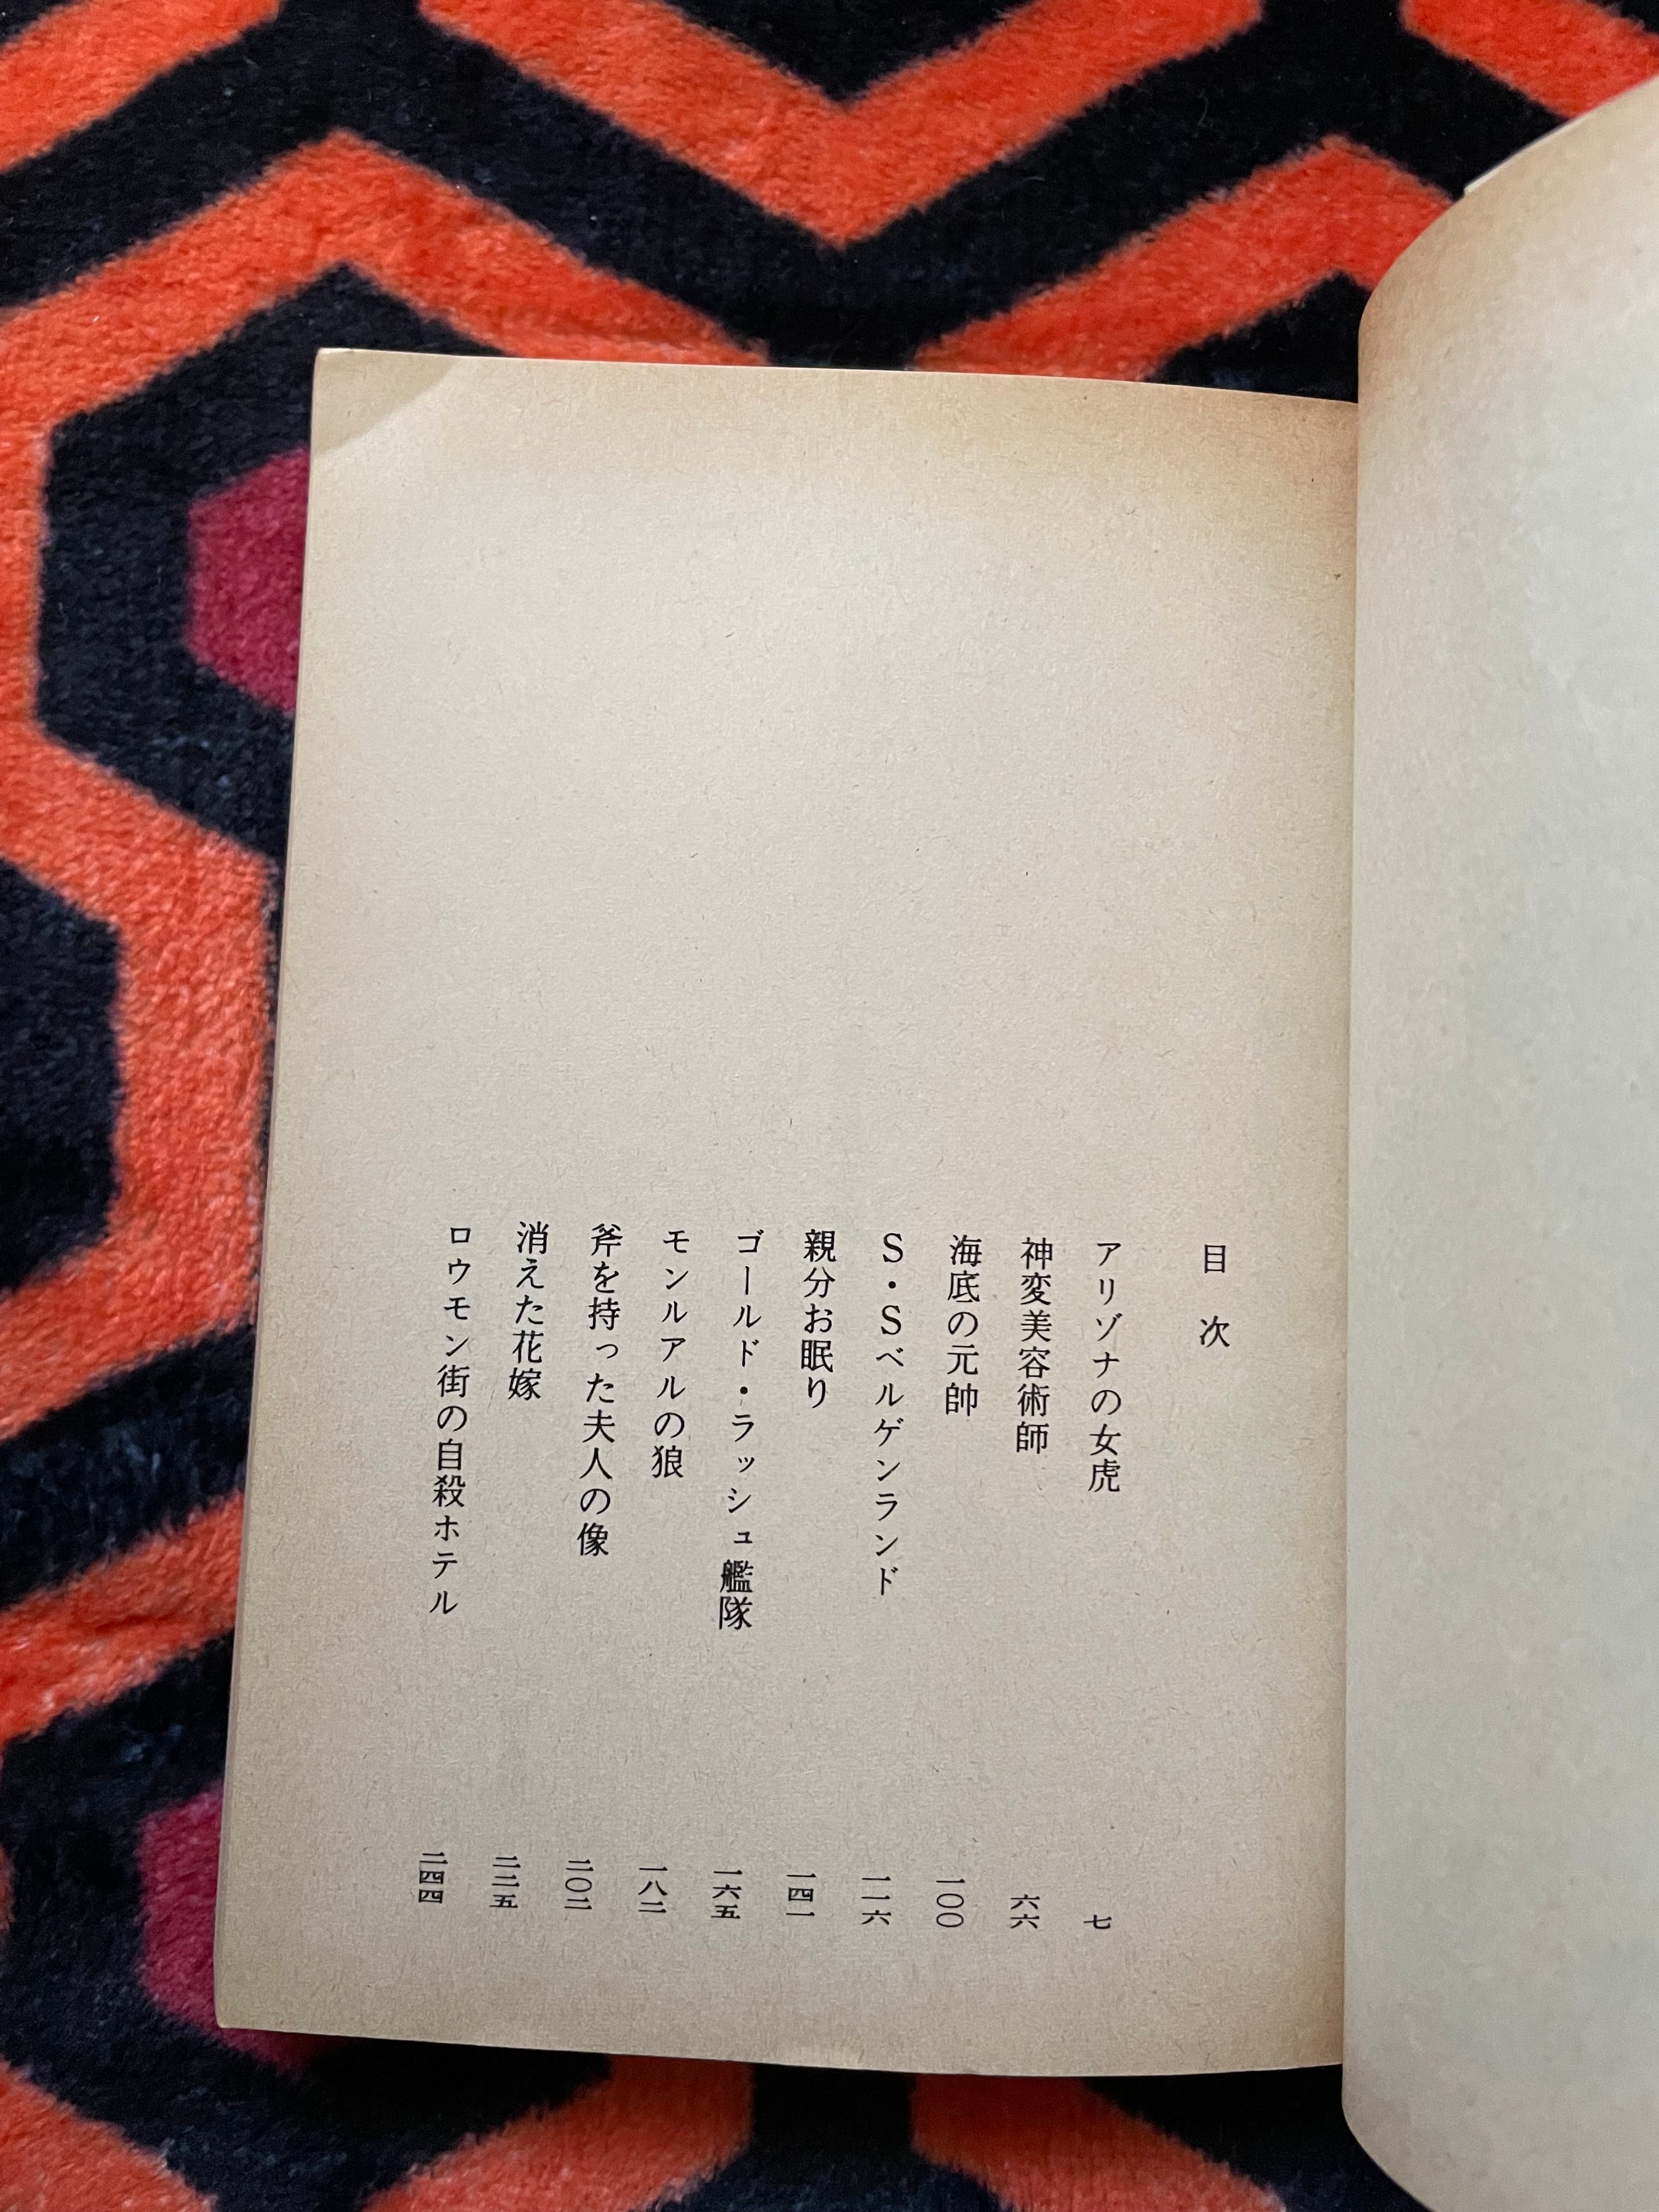 目次
アリゾナの女虎 七
神変美容術師 六六
海底の元帥 一〇〇
S・Sベルゲンランド 一一六
親分お眠り 一四一
ゴールド・ラッシュ艦隊 一六五
モンルアルの狼 一八二
斧を持った夫人の像 二〇二
消えた花嫁 二二五
ロウモン街の自殺ホテル 二四四